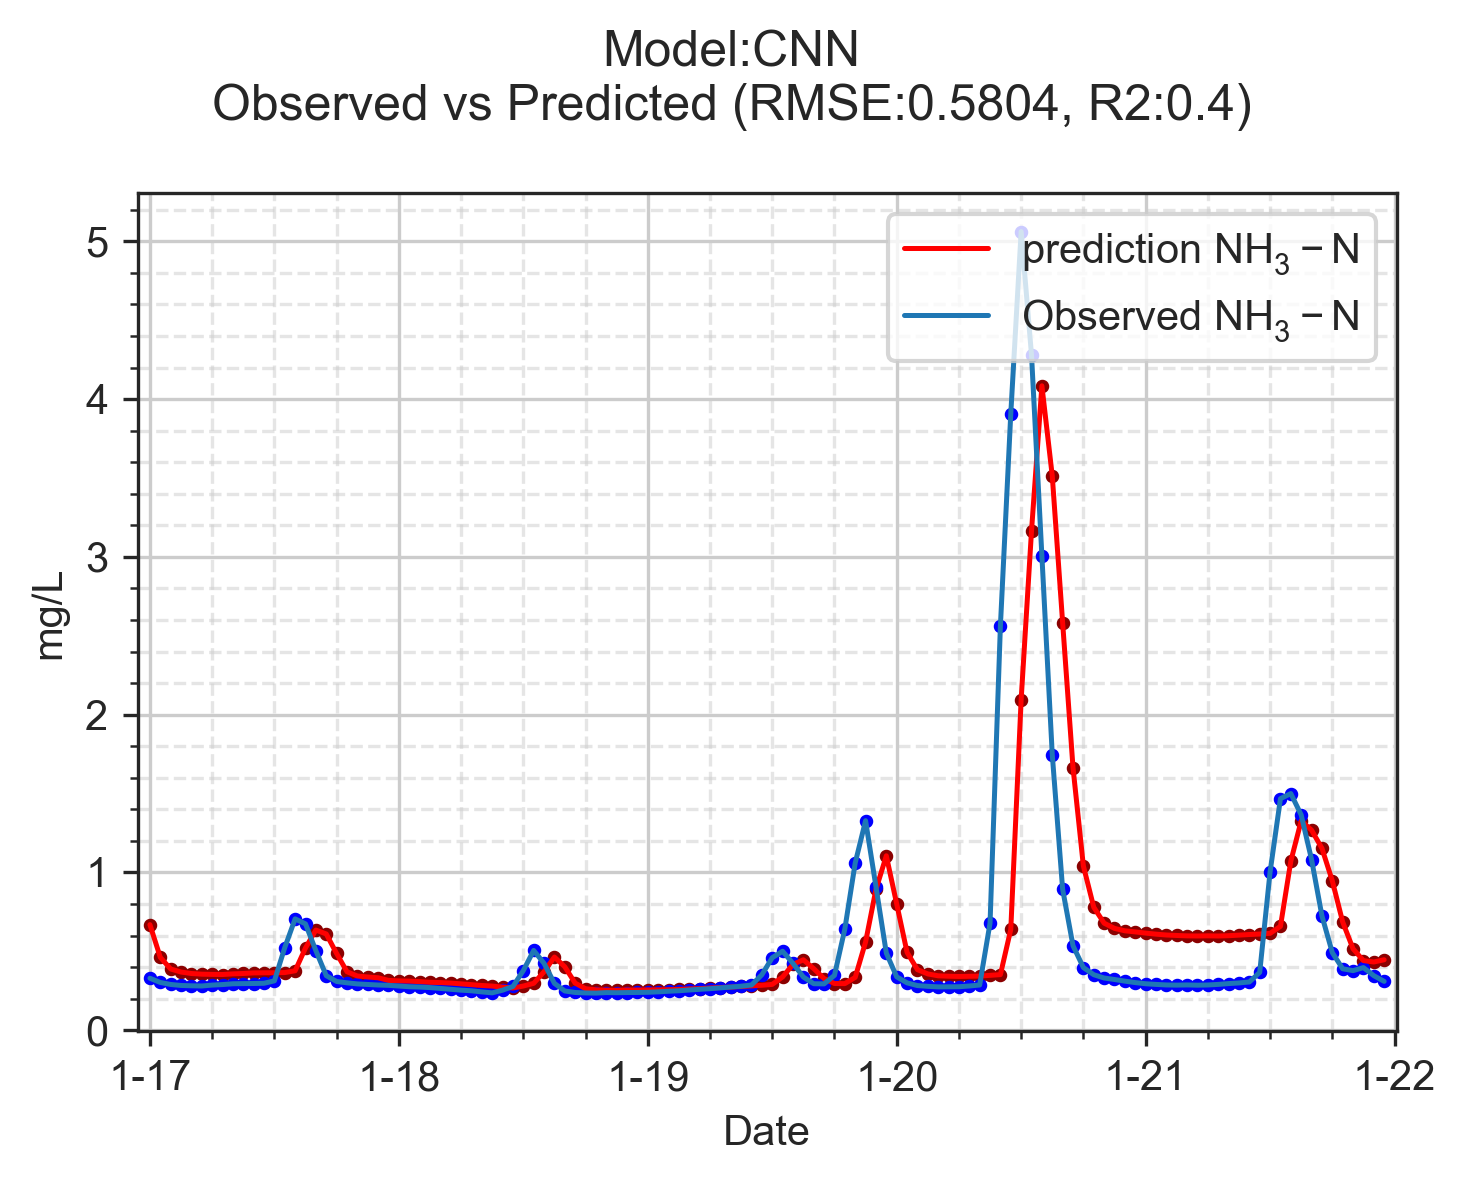 Model:CNN
Observed vs Predicted (RMSE:0.5804, R2:0.4)
prediction NH₃ − N
Observed NH₃ − N
5
4
3
2
1
0
mg/L
1-17 1-18 1-19 1-20 1-21 1-22
Date